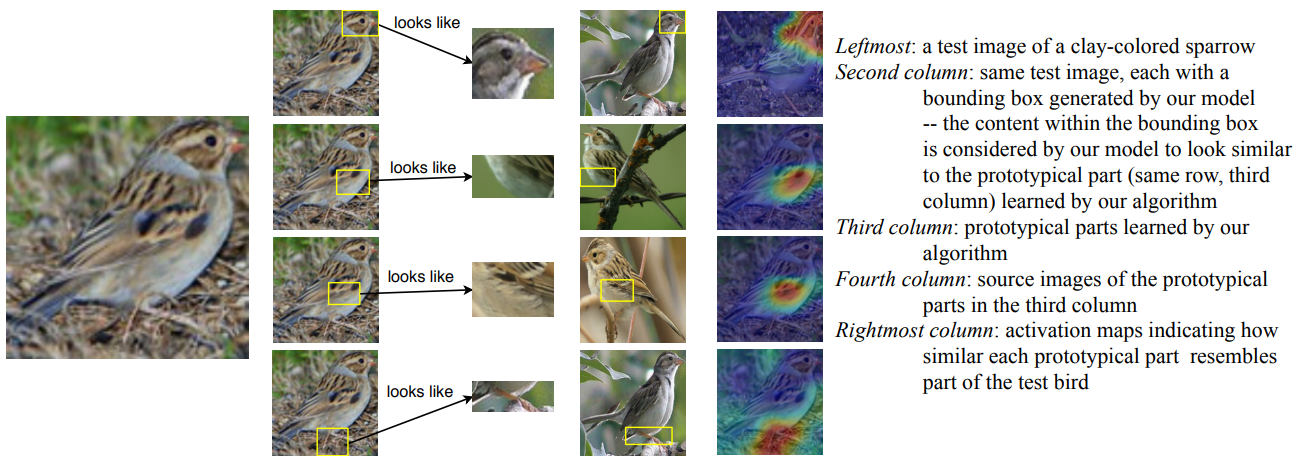 looks like
looks like
looks like
looks like
Leftmost: a test image of a clay-colored sparrow
Second column: same test image, each with a
bounding box generated by our model
-- the content within the bounding box
is considered by our model to look similar
to the prototypical part (same row, third
column) learned by our algorithm
Third column: prototypical parts learned by our
algorithm
Fourth column: source images of the prototypical
parts in the third column
Rightmost column: activation maps indicating how
similar each prototypical part resembles
part of the test bird